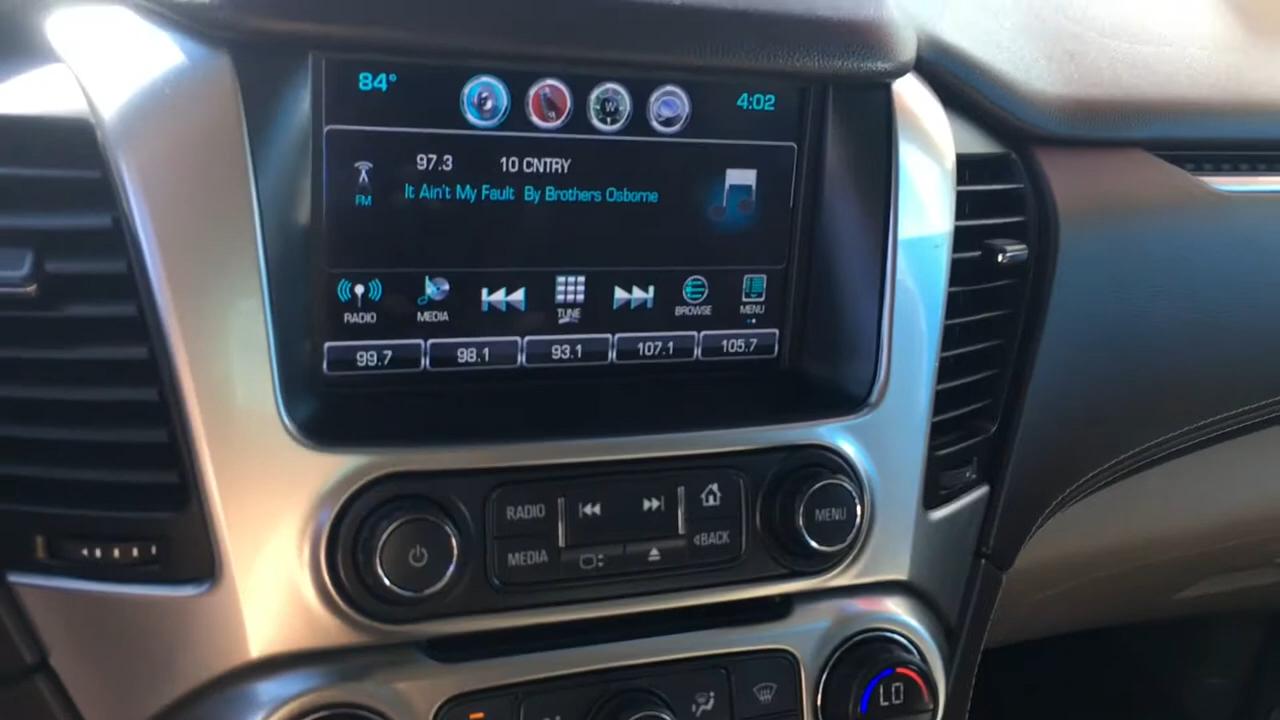 84°
W
4:02
97.3 10 CNTRY
FM
It Ain't My Fault By Brothers Osborne
RADIO MEDIA TUNE BROWSE MENU
99.7 98.1 93.1 107.1 105.7
RADIO
MENU
MEDIA
BACK
LO